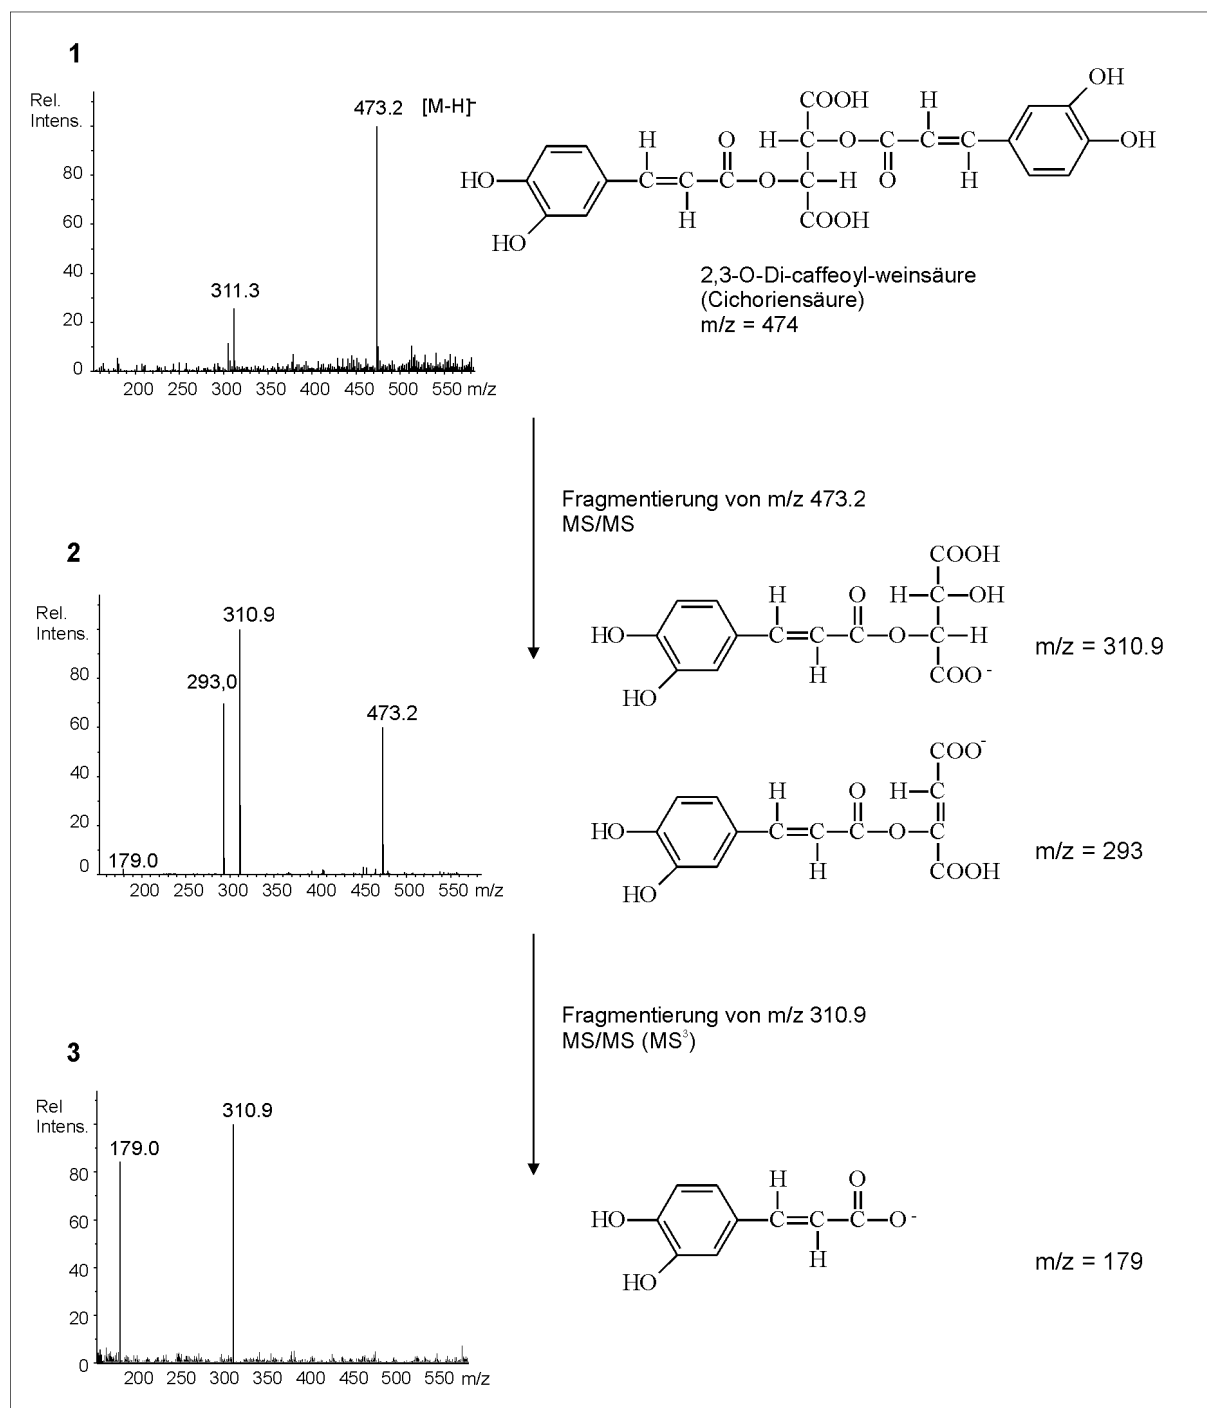 1
Rel.
Intens.
473.2 [M-H]⁻
80
60
40
311.3
20
0
200 250 300 350 400 450 500 550 m/z
OH
COOH H
H O H O C C OH
HO C C C O C H O H
H COOH
HO
2,3-O-Di-caffeoyl-weinsäure
(Cichoriensäure)
m/z = 474
Fragmentierung von m/z 473.2
MS/MS
2
Rel.
Intens.
310.9
80
293,0
473.2
60
40
20
179.0
0
200 250 300 350 400 450 500 550 m/z
COOH
H O H C OH
HO C C C O C H
H COO⁻
HO
m/z = 310.9
COO⁻
H O H C
HO C C C O C
H COOH
HO
m/z = 293
Fragmentierung von m/z 310.9
MS/MS (MS³)
3
Rel
Intens.
310.9
179.0
80
60
40
20
0
200 250 300 350 400 450 500 550 m/z
H O
HO C C C O⁻
H
HO
m/z = 179